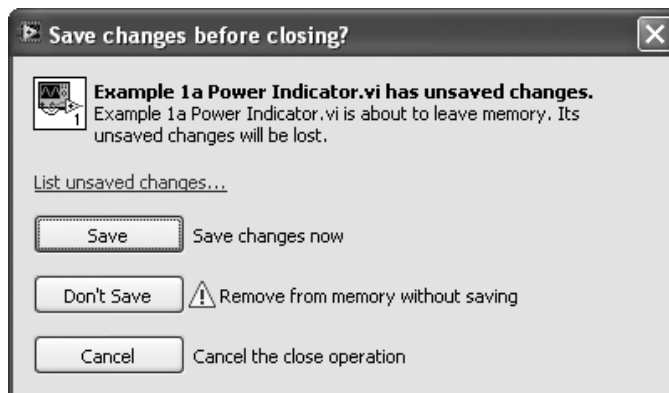 Save changes before closing?
Example 1a Power Indicator.vi has unsaved changes.
Example 1a Power Indicator.vi is about to leave memory. Its
unsaved changes will be lost.
1
List unsaved changes...
Save Save changes now
Don't Save Remove from memory without saving
Cancel Cancel the close operation